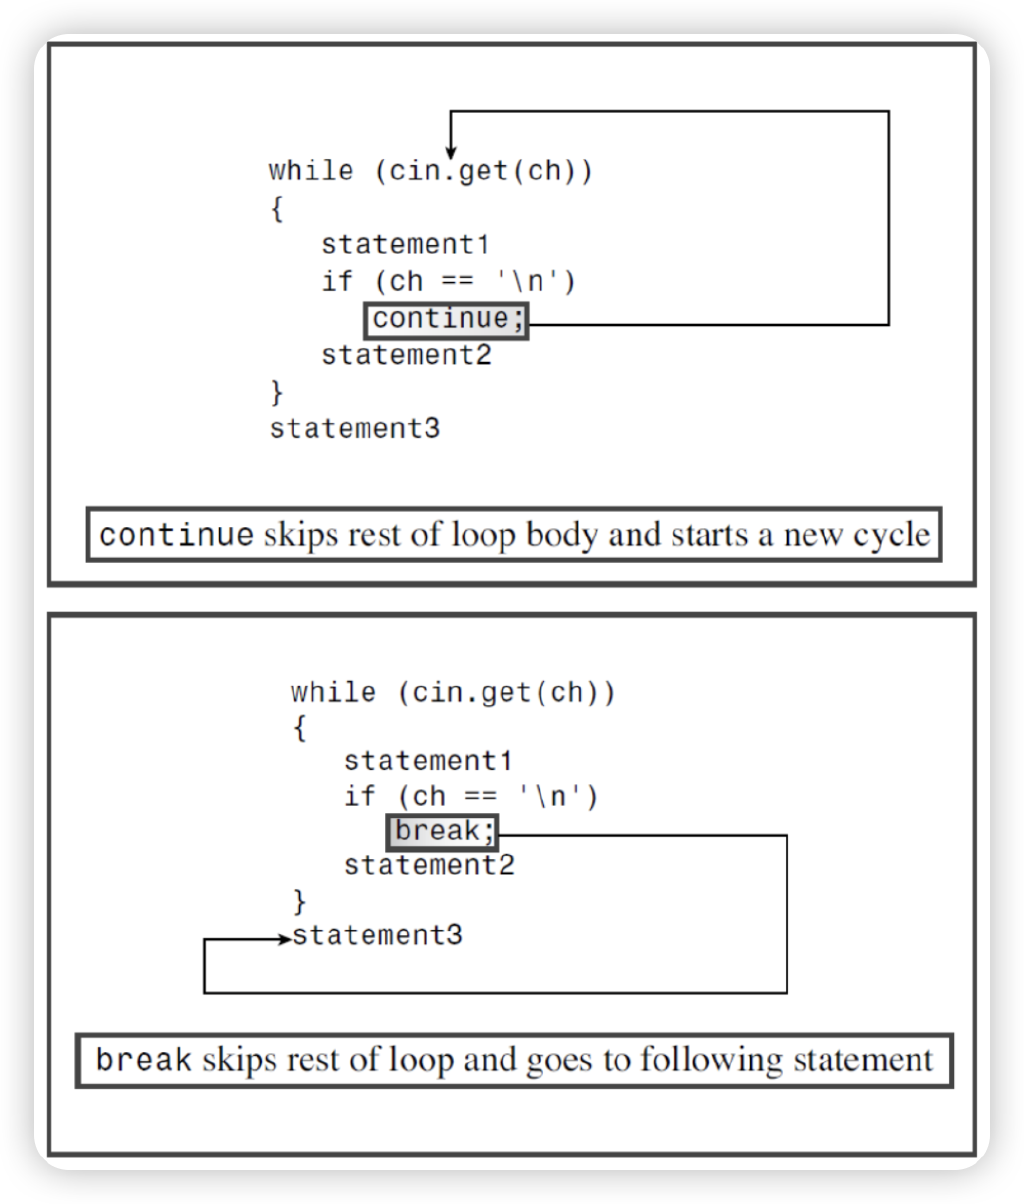 while (cin.get(ch))
{
statement1
if (ch == '\n')
continue;
statement2
}
statement3
continue skips rest of loop body and starts a new cycle
while (cin.get(ch))
{
statement1
if (ch == '\n')
break;
statement2
}
statement3
break skips rest of loop and goes to following statement